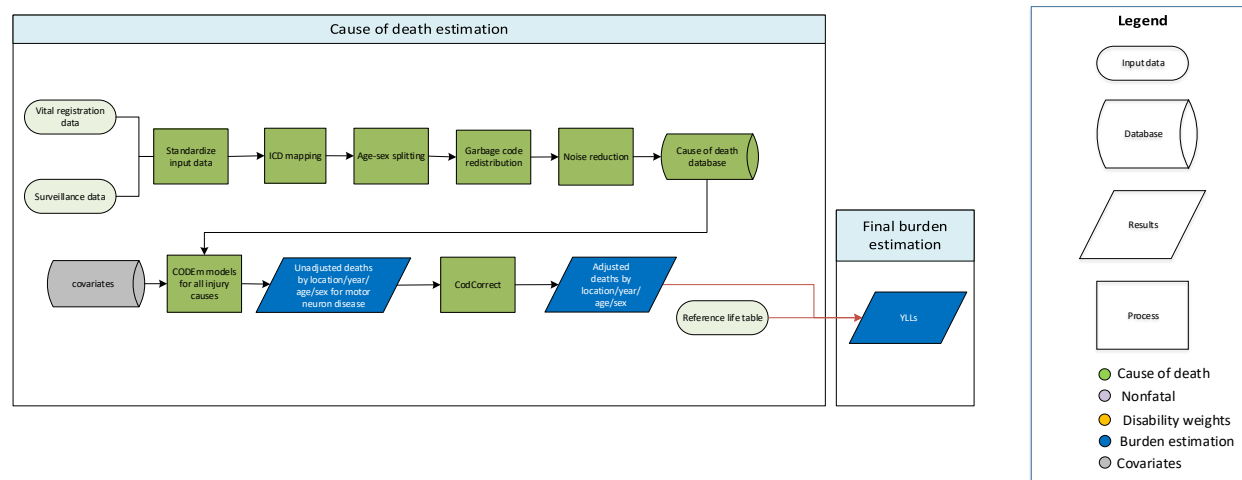 Cause of death estimation
Vital registration
data
Surveillance data
Standardize
input data
ICD mapping
Age-sex splitting
Garbage code
redistribution
Noise reduction
Cause of death
database
covariates
CODEm models
for all injury
causes
Unadjusted deaths
by location/year/
age/sex for motor
neuron disease
CodCorrect
Adjusted
deaths by
location/year/
age/sex
Reference life table
Final burden
estimation
YLLs
Legend
Input data
Database
Results
Process
Cause of death
Nonfatal
Disability weights
Burden estimation
Covariates